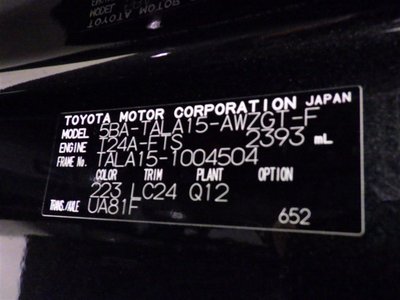 TOYOTA MOTOR CORPORATION JAPAN
MODEL 5BA-TALA15-AWZGT-F
ENGINE T24A-FTS 2393 mL
FRAME No. TALA15-1004504
COLOR TRIM PLANT OPTION
223 LC24 Q12
TRANS./AXLE UA81F
652